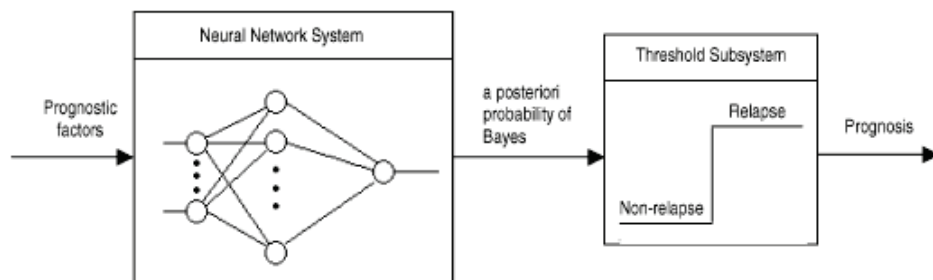 Neural Network System
Threshold Subsystem
Prognostic
factors
a posteriori
probability of
Bayes
Relapse
Non-relapse
Prognosis